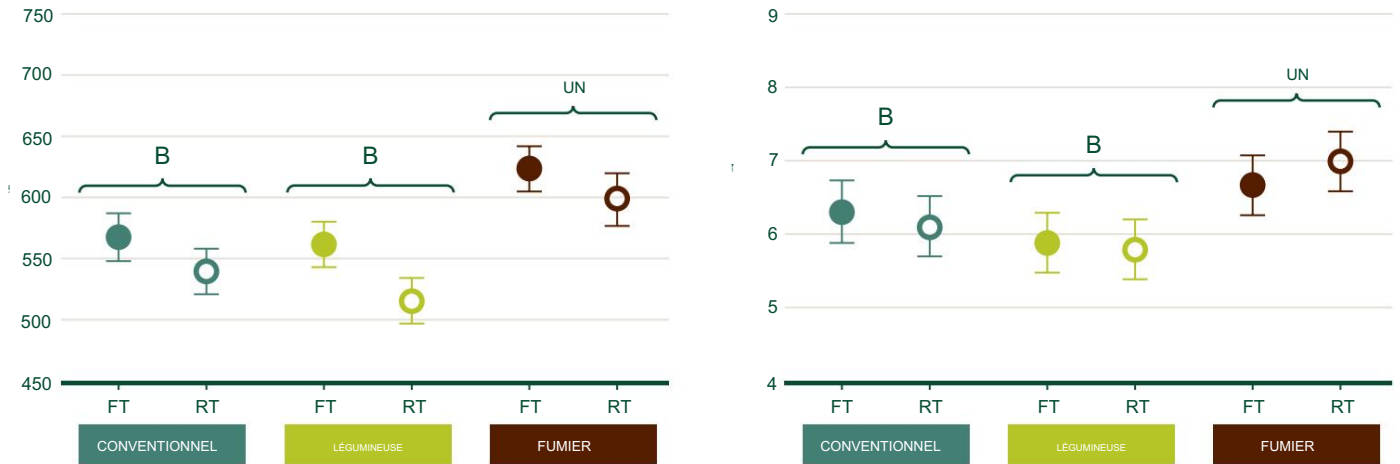 750
700
UN
650
B
B
600
550
500
450
FT RT FT RT FT RT
CONVENTIONNEL LÉGUMINEUSE FUMIER
9
8
UN
B
7
B
6
5
4
FT RT FT RT FT RT
CONVENTIONNEL LÉGUMINEUSE FUMIER